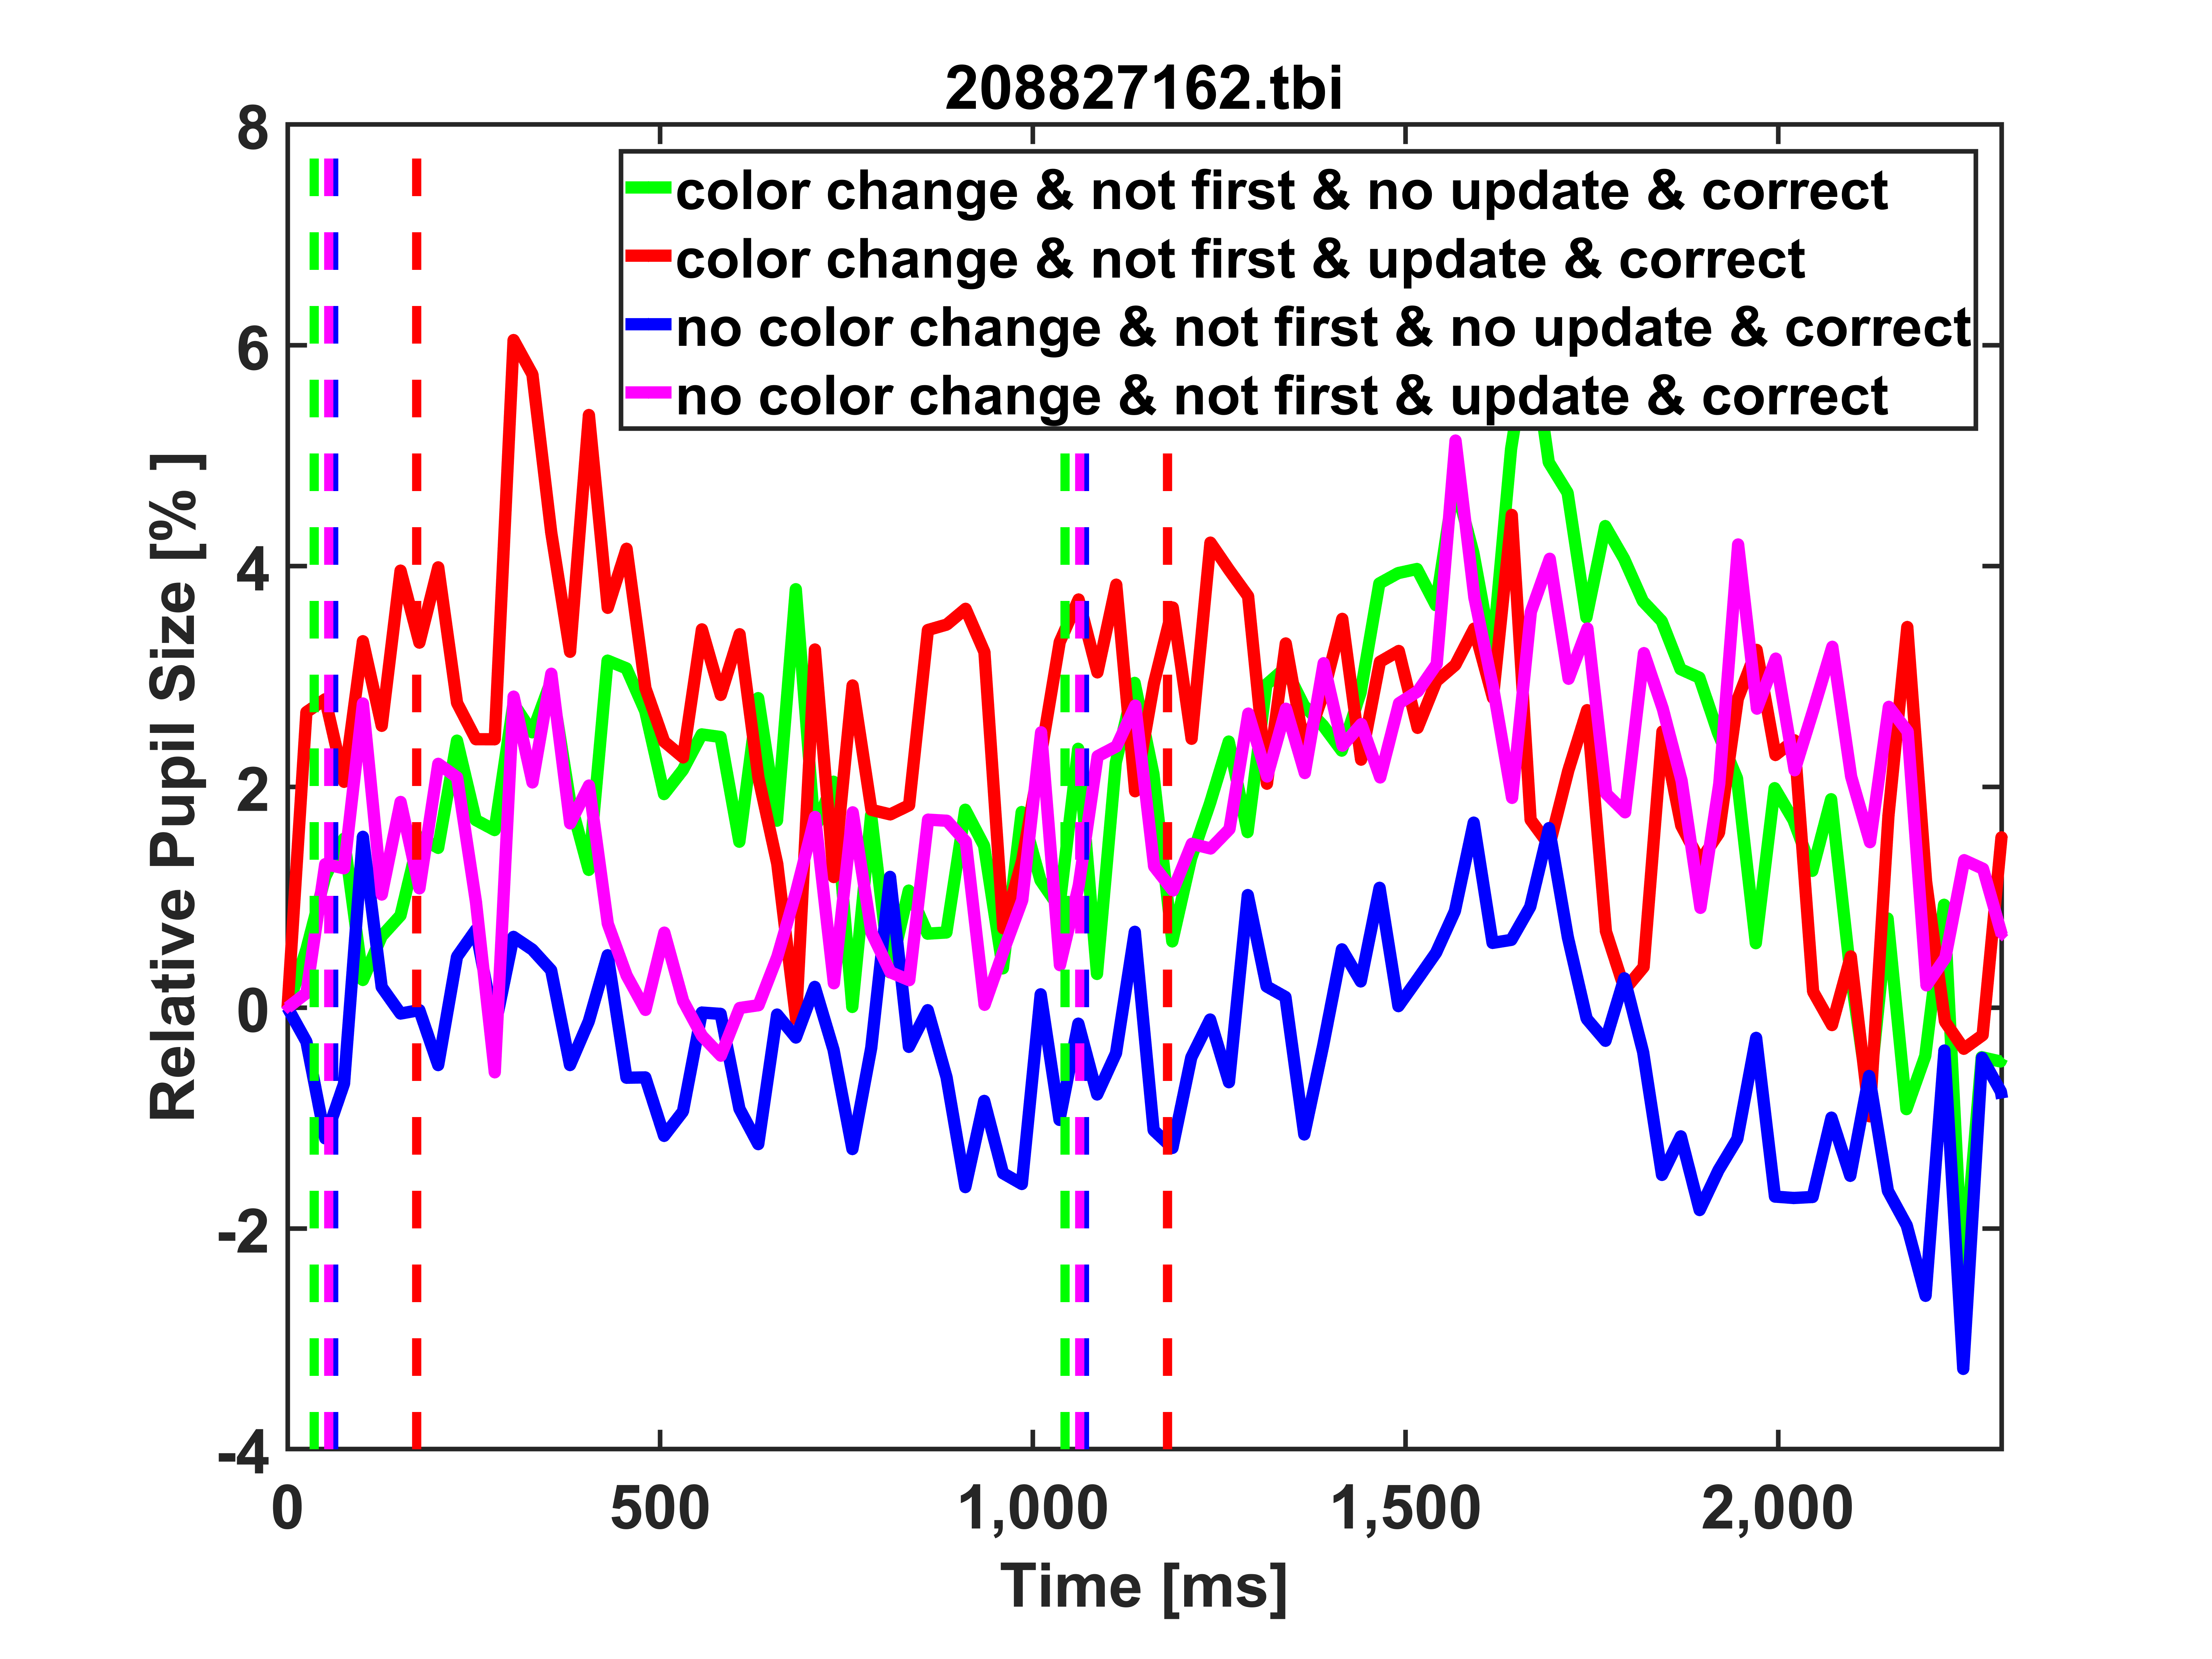 208827162.tbi
8
6
4
2
0
-2
-4
Relative Pupil Size [% ]
color change & not first & no update & correct
color change & not first & update & correct
no color change & not first & no update & correct
no color change & not first & update & correct
0 500 1,000 1,500 2,000
Time [ms]